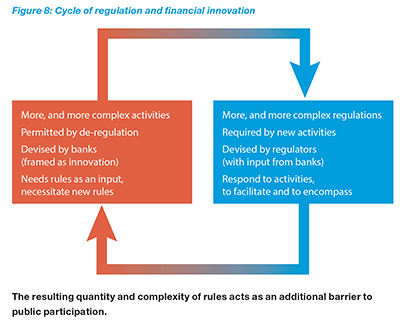 Figure 8: Cycle of regulation and financial innovation
More, and more complex activities
Permitted by de-regulation
Devised by banks
(framed as innovation)
Needs rules as an input,
necessitate new rules
More, and more complex regulations
Required by new activities
Devised by regulators
(with input from banks)
Respond to activities,
to facilitate and to encompass
The resulting quantity and complexity of rules acts as an additional barrier to
public participation.